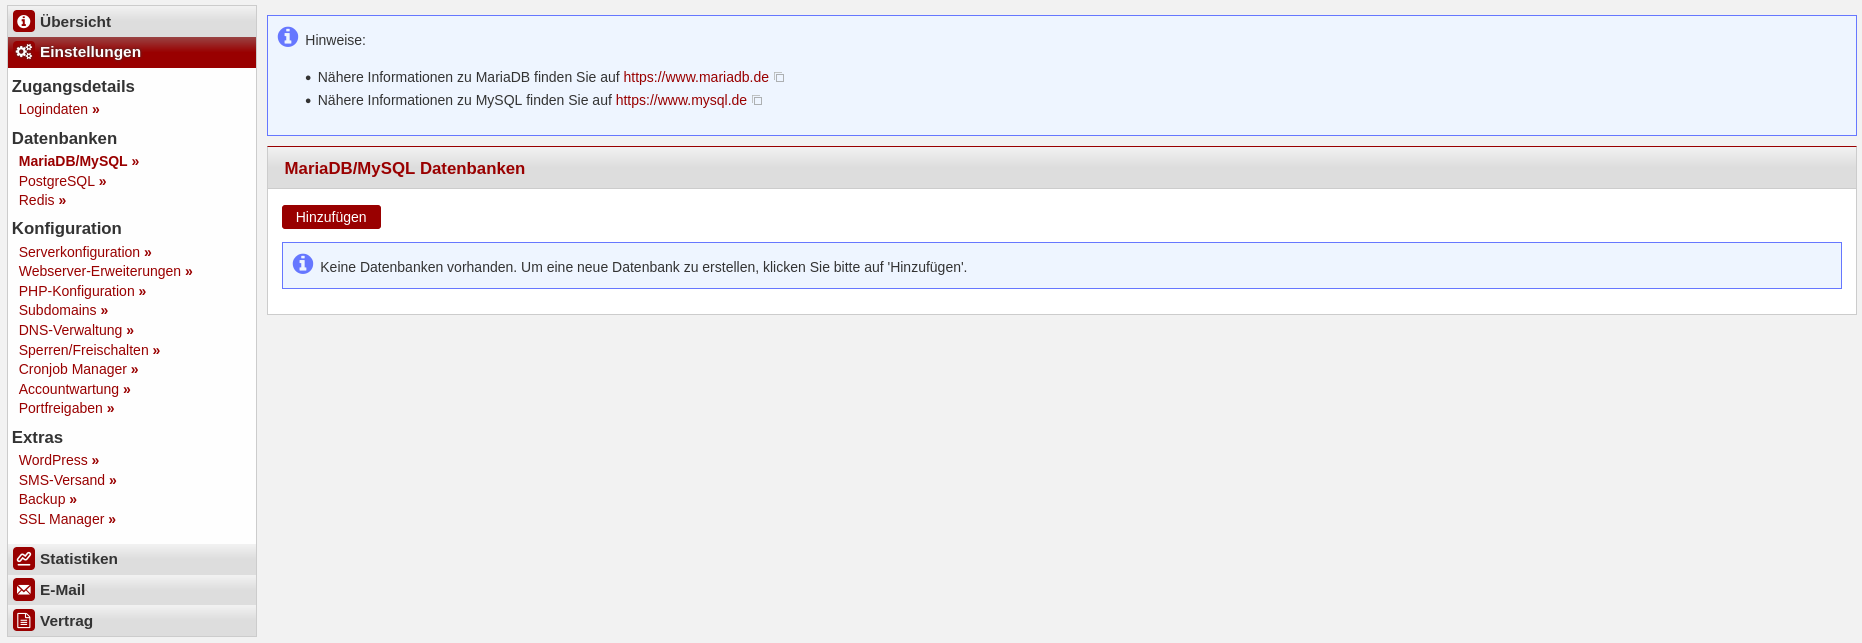 Übersicht
Einstellungen
Zugangsdetails
Logindaten »
Datenbanken
MariaDB/MySQL »
PostgreSQL »
Redis »
Konfiguration
Serverkonfiguration »
Webserver-Erweiterungen »
PHP-Konfiguration »
Subdomains »
DNS-Verwaltung »
Sperren/Freischalten »
Cronjob Manager »
Accountwartung »
Portfreigaben »
Extras
WordPress »
SMS-Versand »
Backup »
SSL Manager »
Statistiken
E-Mail
Vertrag
Hinweise:
• Nähere Informationen zu MariaDB finden Sie auf https://www.mariadb.de
• Nähere Informationen zu MySQL finden Sie auf https://www.mysql.de
MariaDB/MySQL Datenbanken
Hinzufügen
Keine Datenbanken vorhanden. Um eine neue Datenbank zu erstellen, klicken Sie bitte auf 'Hinzufügen'.